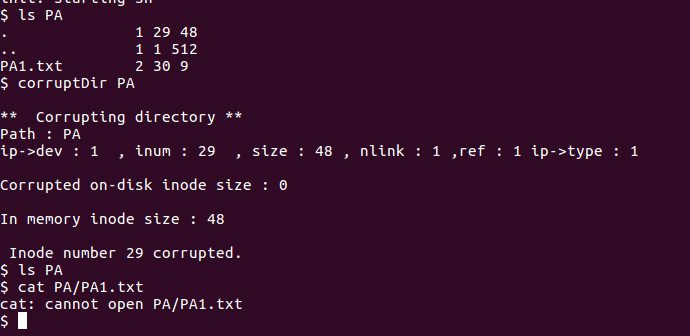 init: starting sh
$ ls PA
. 1 29 48
.. 1 1 512
PA1.txt 2 30 9
$ corruptDir PA
** Corrupting directory **
Path : PA
ip->dev : 1 , inum : 29 , size : 48 , nlink : 1 ,ref : 1 ip->type : 1
Corrupted on-disk inode size : 0
In memory inode size : 48
Inode number 29 corrupted.
$ ls PA
$ cat PA/PA1.txt
cat: cannot open PA/PA1.txt
$